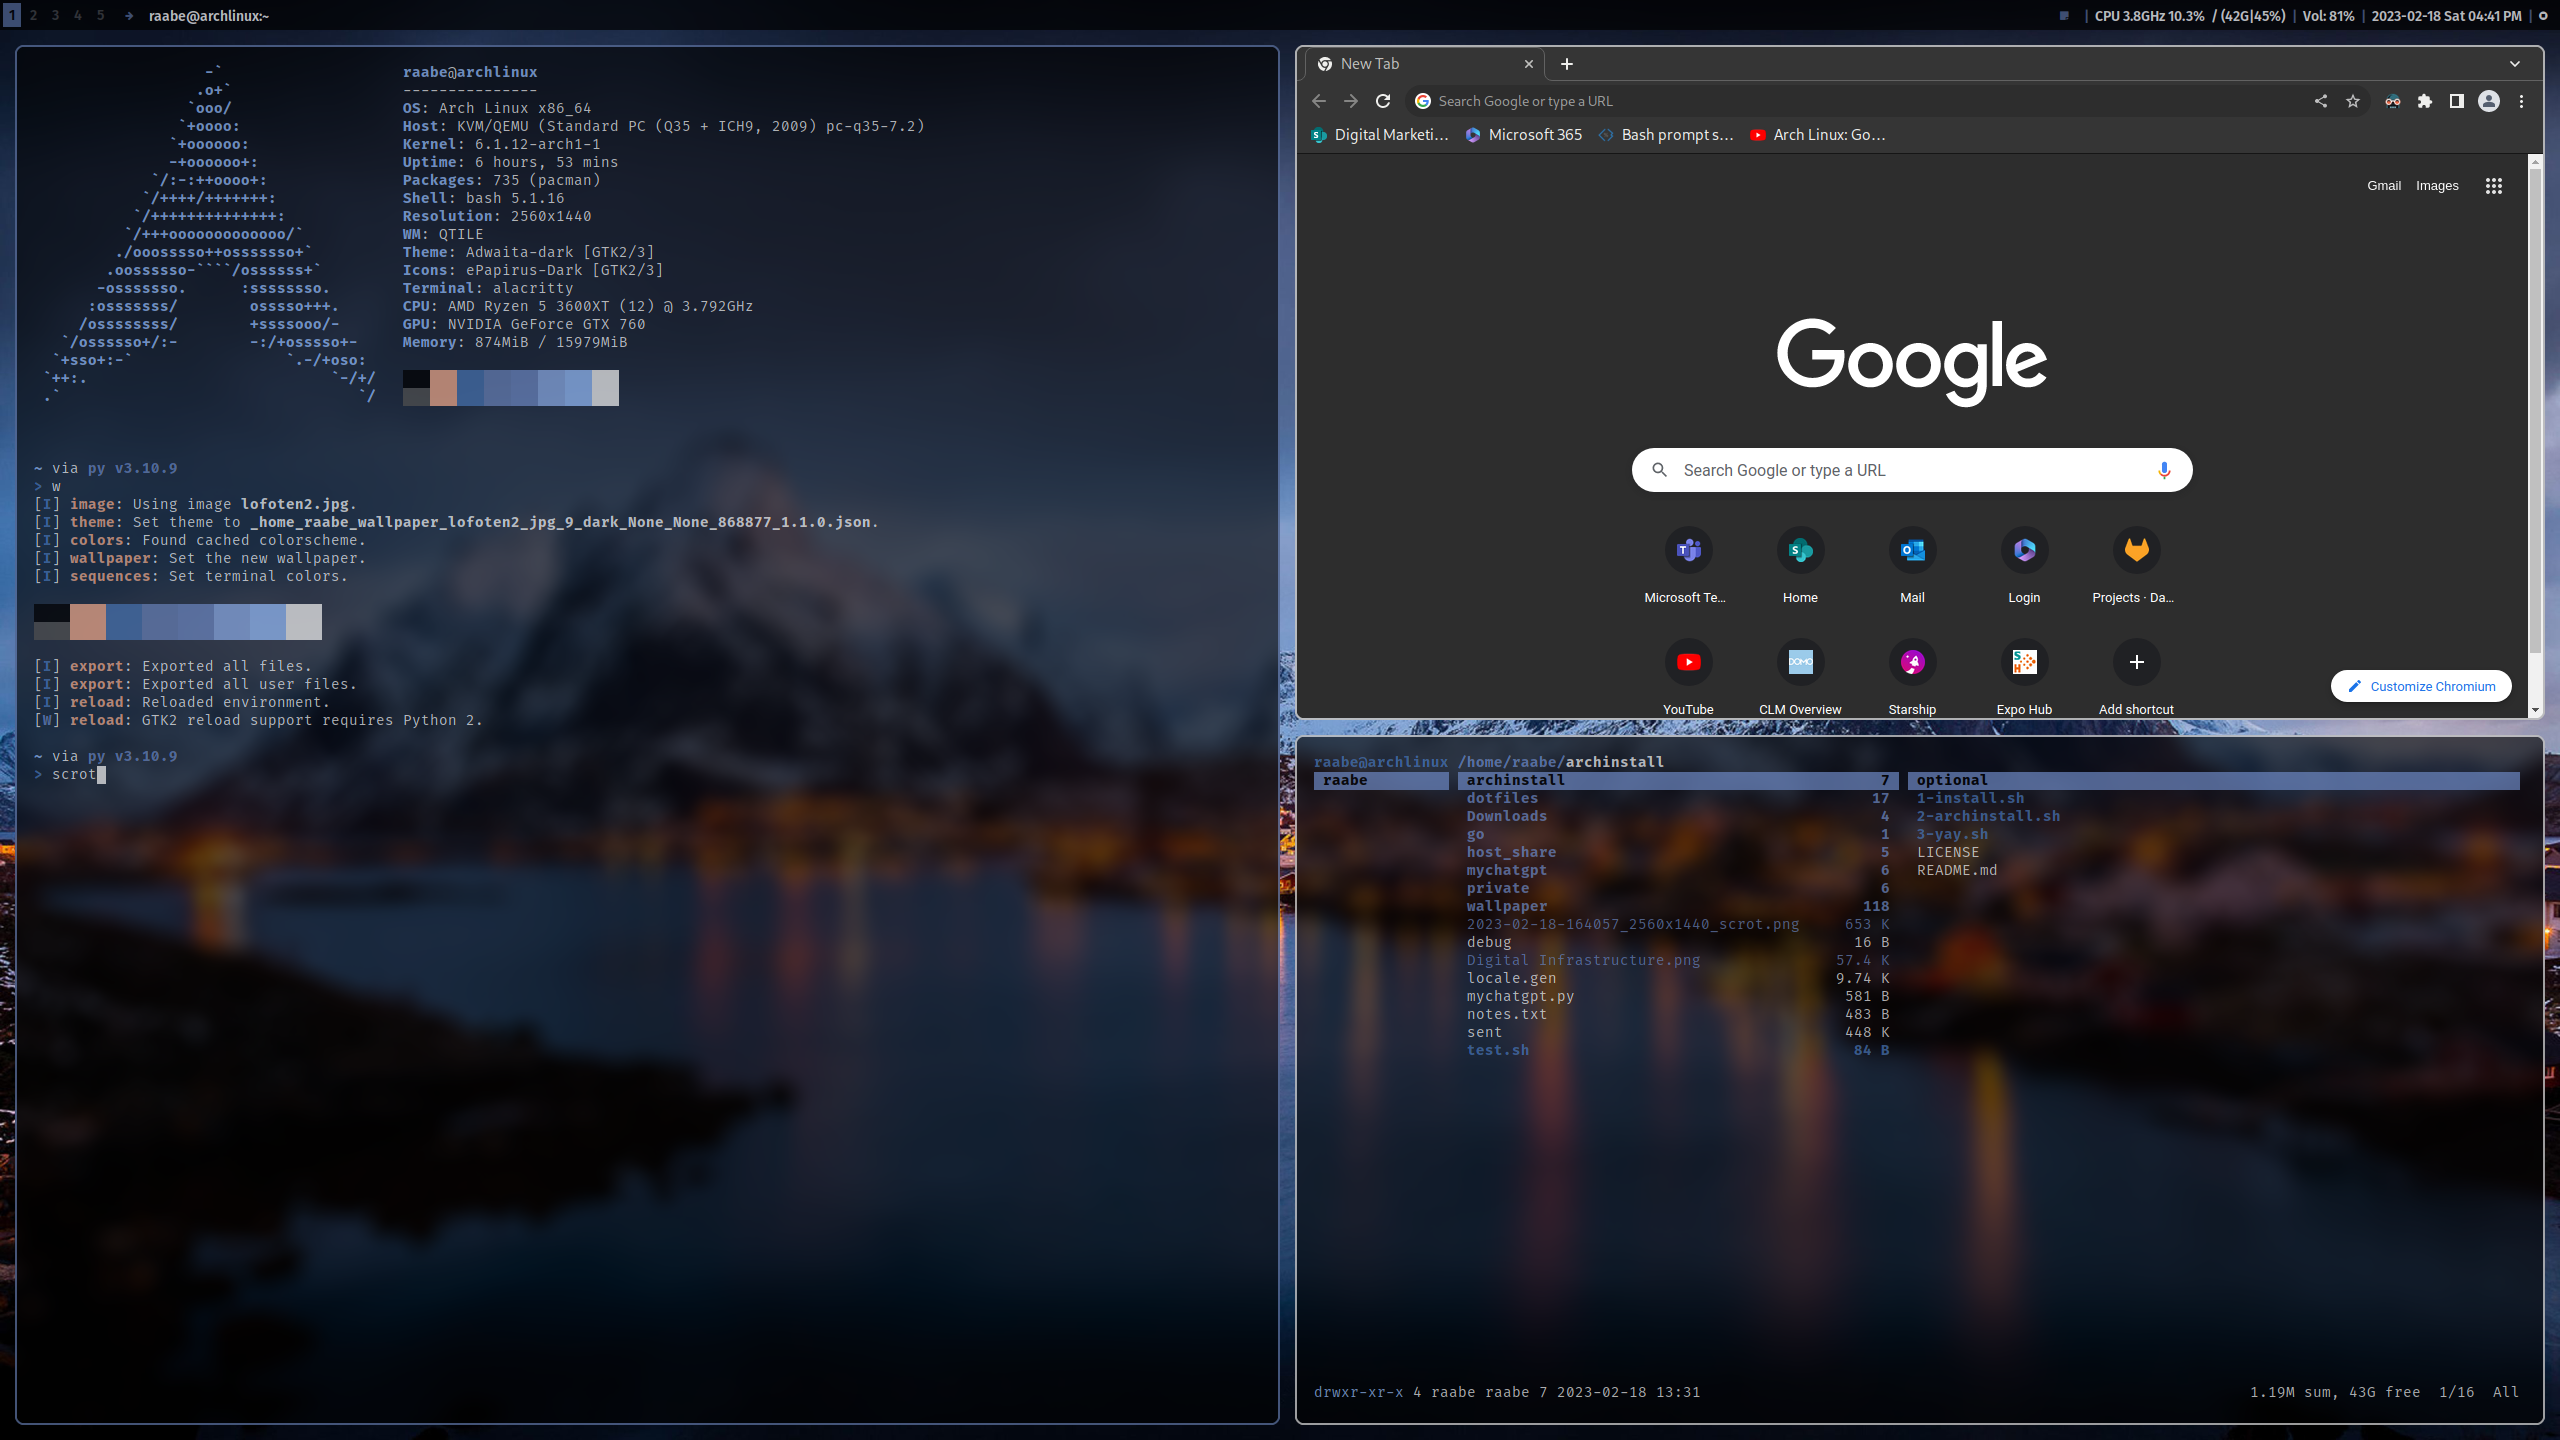 1 2 3 4 5 raabe@archlinux:~
| CPU 3.8GHz 10.3% / (42G|45%) | Vol: 81% | 2023-02-18 Sat 04:41 PM |
raabe@archlinux
---------------
OS: Arch Linux x86_64
Host: KVM/QEMU (Standard PC (Q35 + ICH9, 2009) pc-q35-7.2)
Kernel: 6.1.12-arch1-1
Uptime: 6 hours, 53 mins
Packages: 735 (pacman)
Shell: bash 5.1.16
Resolution: 2560x1440
WM: QTILE
Theme: Adwaita-dark [GTK2/3]
Icons: ePapirus-Dark [GTK2/3]
Terminal: alacritty
CPU: AMD Ryzen 5 3600XT (12) @ 3.792GHz
GPU: NVIDIA GeForce GTX 760
Memory: 874MiB / 15979MiB
~ via py v3.10.9
> w
[I] image: Using image lofoten2.jpg.
[I] theme: Set theme to _home_raabe_wallpaper_lofoten2_jpg_9_dark_None_None_868877_1.1.0.json.
[I] colors: Found cached colorscheme.
[I] wallpaper: Set the new wallpaper.
[I] sequences: Set terminal colors.
[I] export: Exported all files.
[I] export: Exported all user files.
[I] reload: Reloaded environment.
[W] reload: GTK2 reload support requires Python 2.
~ via py v3.10.9
> scrot
New Tab
Search Google or type a URL
Digital Marketi... Microsoft 365 Bash prompt s... Arch Linux: Go...
Gmail Images
Google
Search Google or type a URL
Microsoft Te... Home Mail Login Projects · Da...
YouTube CLM Overview Starship Expo Hub Add shortcut
Customize Chromium
raabe@archlinux /home/raabe/archinstall
raabe archinstall 7 optional
dotfiles 17 1-install.sh
Downloads 4 2-archinstall.sh
go 1 3-yay.sh
host_share 5 LICENSE
mychatgpt 6 README.md
private 6
wallpaper 118
2023-02-18-164057_2560x1440_scrot.png 653 K
debug 16 B
Digital Infrastructure.png 57.4 K
locale.gen 9.74 K
mychatgpt.py 581 B
notes.txt 483 B
sent 448 K
test.sh 84 B
drwxr-xr-x 4 raabe raabe 7 2023-02-18 13:31 1.19M sum, 43G free 1/16 All